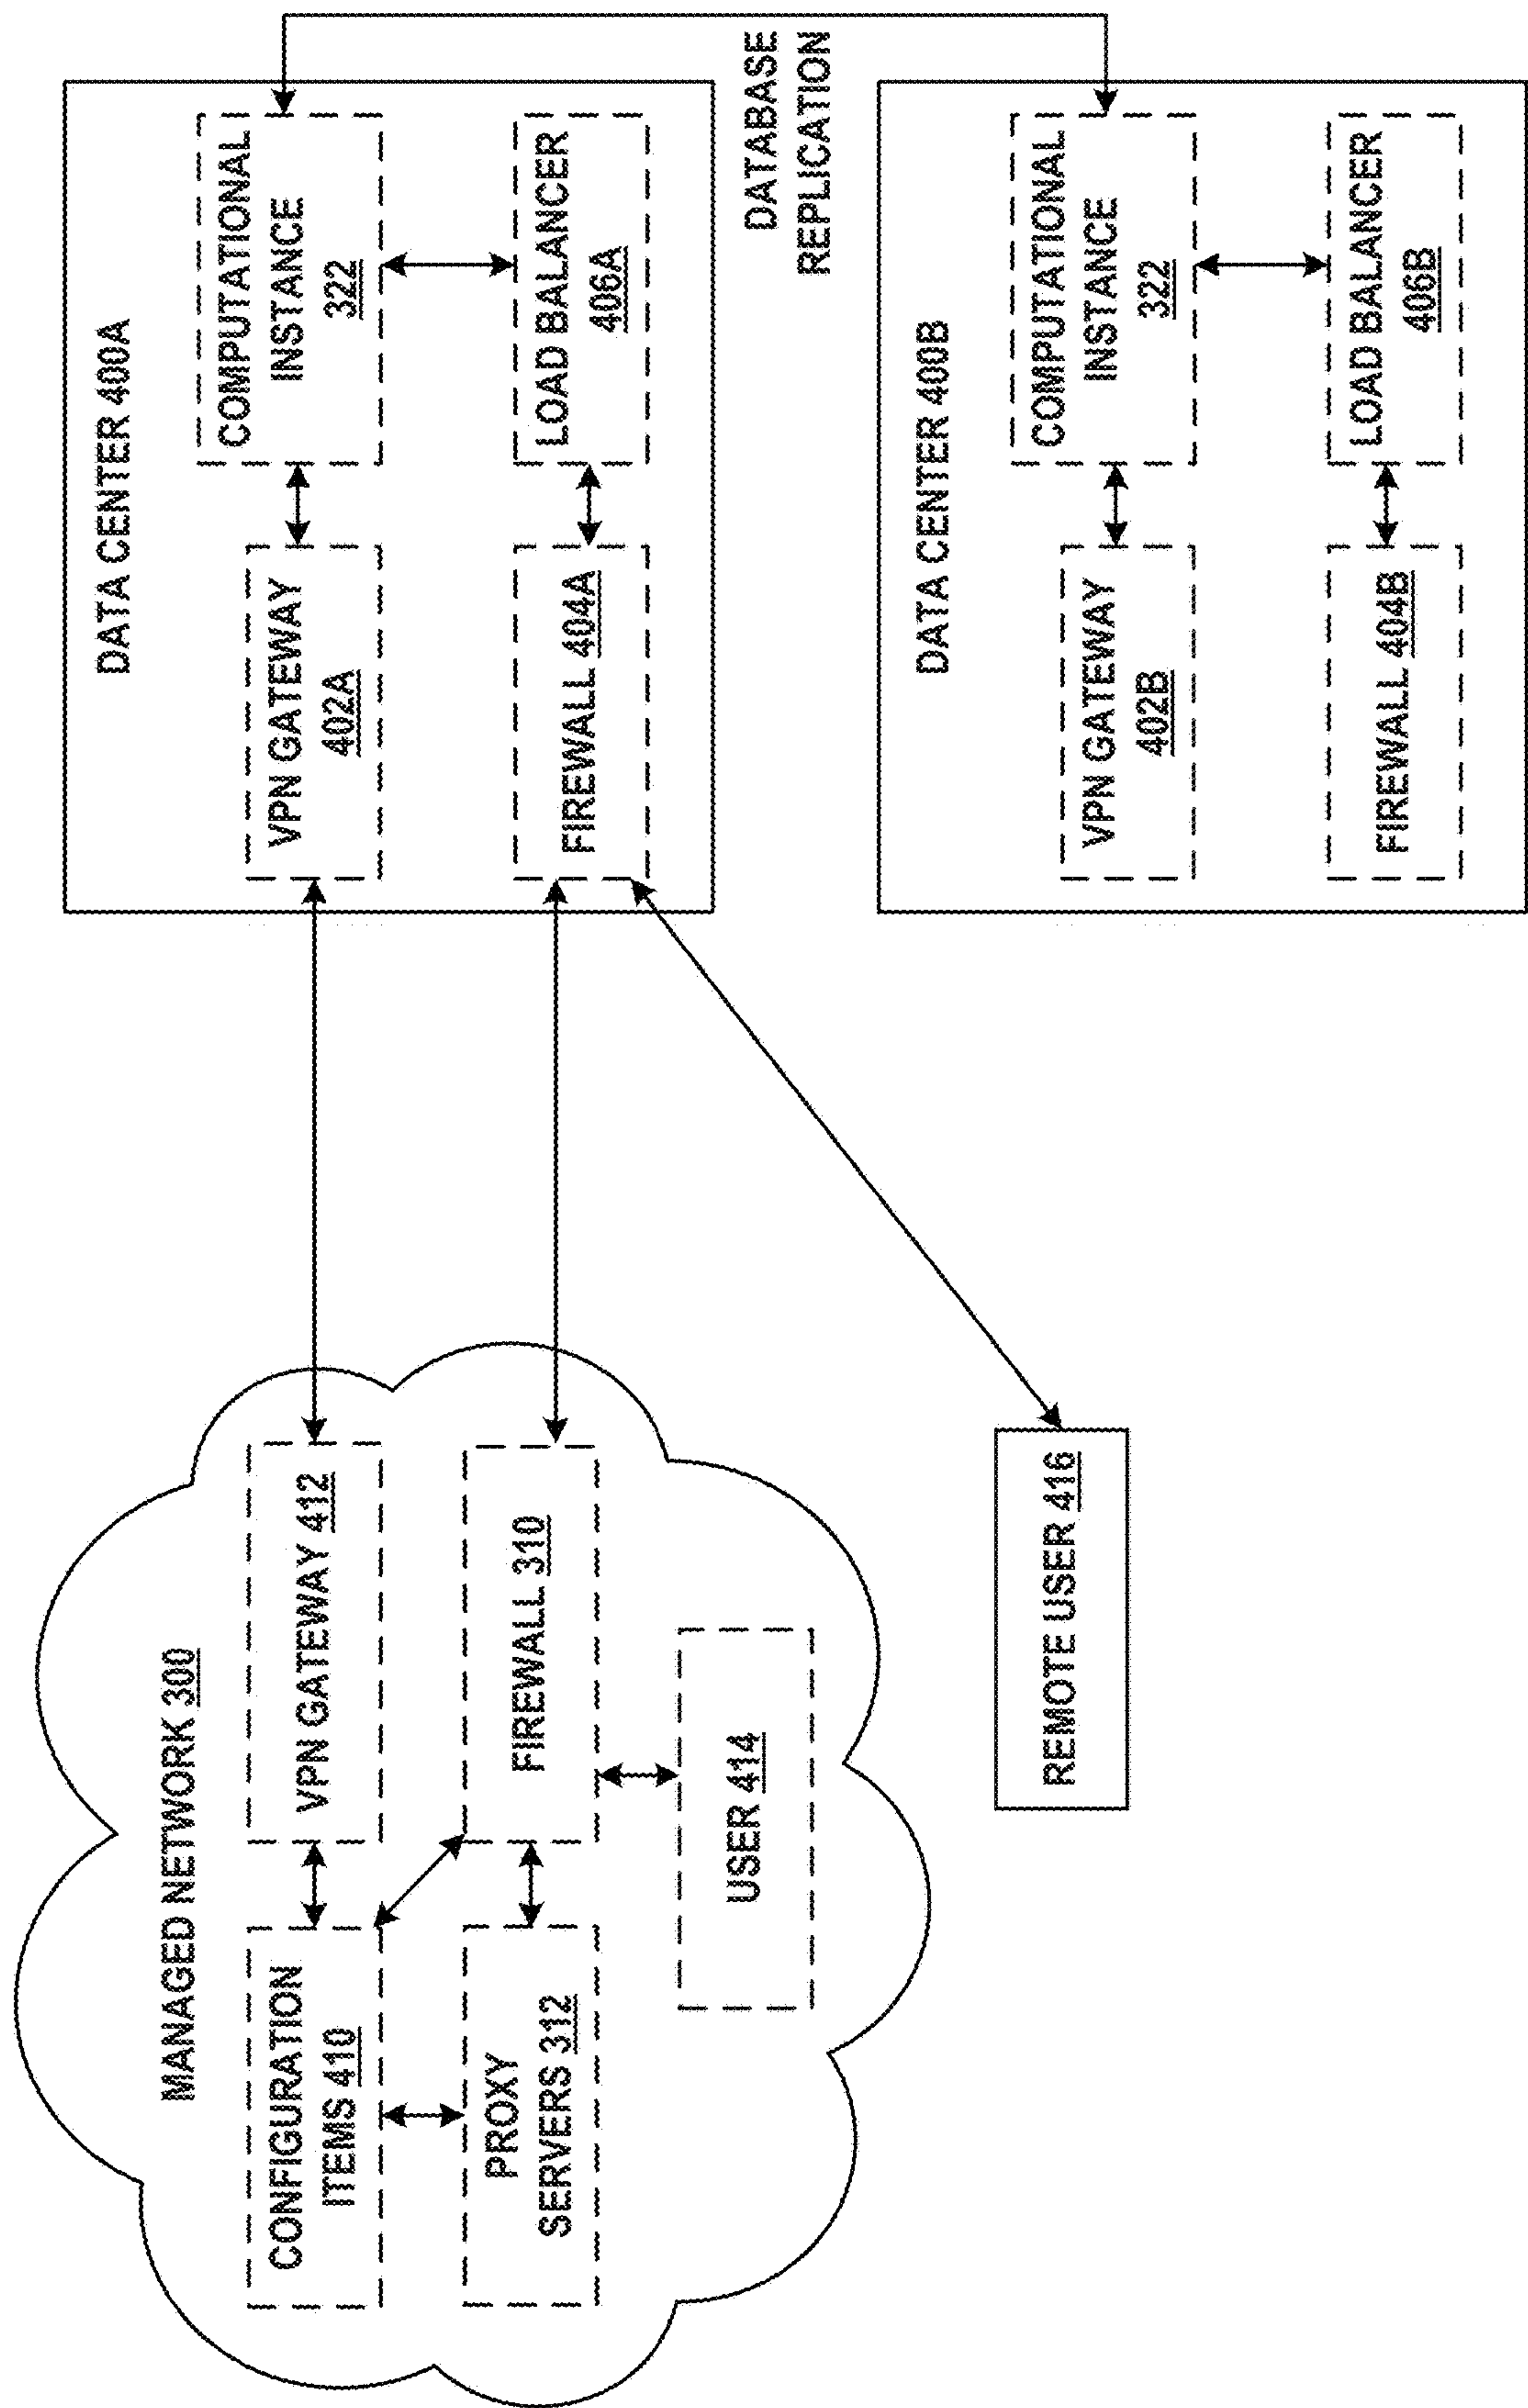 MANAGED NETWORK 300
CONFIGURATION
ITEMS 410
VPN GATEWAY 412
PROXY
SERVERS 312
FIREWALL 310
USER 414
REMOTE USER 416
DATA CENTER 400A
VPN GATEWAY
402A
COMPUTATIONAL
INSTANCE
322
FIREWALL 404A
LOAD BALANCER
406A
DATABASE
REPLICATION
DATA CENTER 400B
VPN GATEWAY
402B
COMPUTATIONAL
INSTANCE
322
FIREWALL 404B
LOAD BALANCER
406B